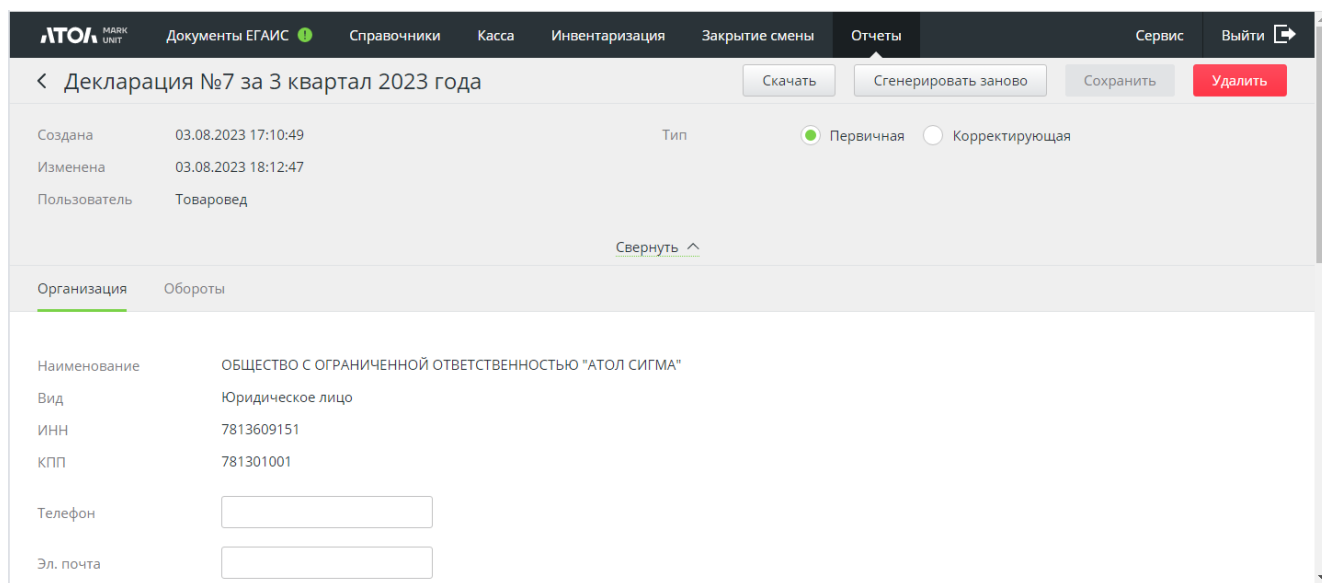 АТОЛ MARK UNIT Документы ЕГАИС ! Справочники Касса Инвентаризация Закрытие смены Отчеты Сервис Выйти
Декларация №7 за 3 квартал 2023 года Скачать Сгенерировать заново Сохранить Удалить
Создана 03.08.2023 17:10:49 Тип Первичная Корректирующая
Изменена 03.08.2023 18:12:47
Пользователь Товаровед
Свернуть
Организация Обороты
Наименование ОБЩЕСТВО С ОГРАНИЧЕННОЙ ОТВЕТСТВЕННОСТЬЮ "АТОЛ СИГМА"
Вид Юридическое лицо
ИНН 7813609151
КПП 781301001
Телефон
Эл. почта